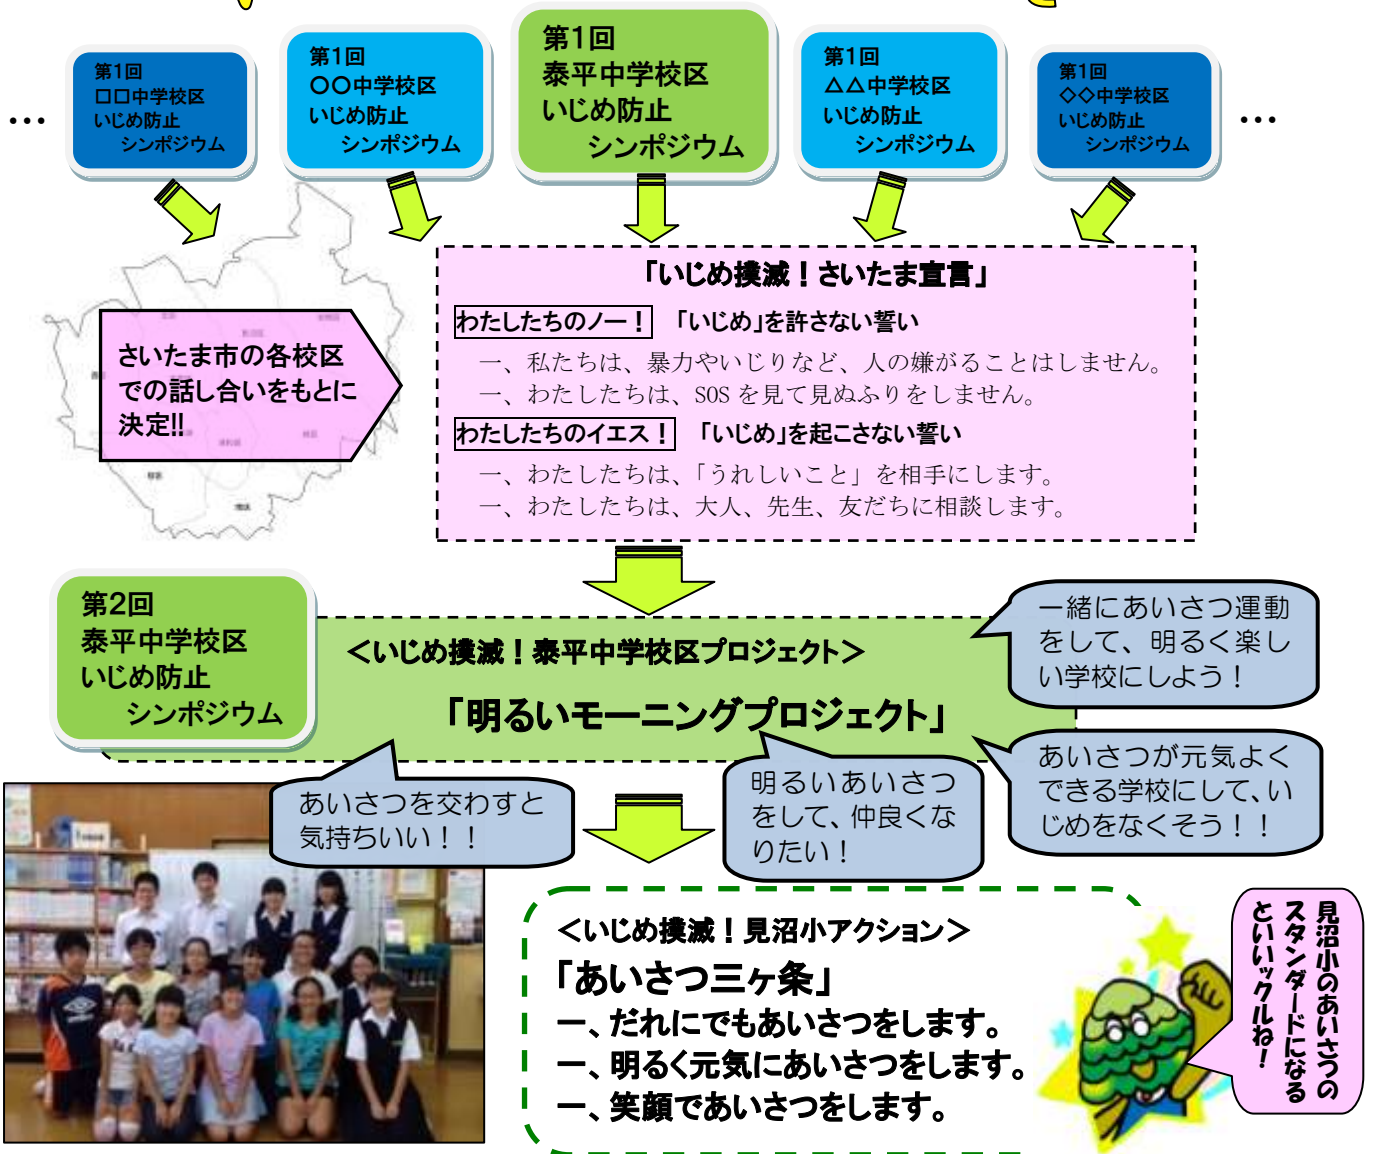 第1回
□□中学校区
いじめ防止
シンポジウム
第1回
〇〇中学校区
いじめ防止
シンポジウム
第1回
泰平中学校区
いじめ防止
シンポジウム
第1回
△△中学校区
いじめ防止
シンポジウム
第1回
◇◇中学校区
いじめ防止
シンポジウム
…
…
さいたま市の各校区
での話し合いをもとに
決定!!
「いじめ撲滅！さいたま宣言」
わたしたちのノー！ 「いじめ」を許さない誓い
一、私たちは、暴力やいじりなど、人の嫌がることはしません。
一、わたしたちは、SOSを見て見ぬふりをしません。
わたしたちのイエス！ 「いじめ」を起こさない誓い
一、わたしたちは、「うれしいこと」を相手にします。
一、わたしたちは、大人、先生、友だちに相談します。
第2回
泰平中学校区
いじめ防止
シンポジウム
＜いじめ撲滅！泰平中学校区プロジェクト＞
「明るいモーニングプロジェクト」
一緒にあいさつ運動
をして、明るく楽し
い学校にしよう！
あいさつを交わすと
気持ちいい！！
明るいあいさつ
をして、仲良くな
りたい！
あいさつが元気よく
できる学校にして、い
じめをなくそう！！
＜いじめ撲滅！見沼小アクション＞
「あいさつ三ヶ条」
一、だれにでもあいさつをします。
一、明るく元気にあいさつをします。
一、笑顔であいさつをします。
見沼小のあいさつの
スタンダードになる
といいックルね！